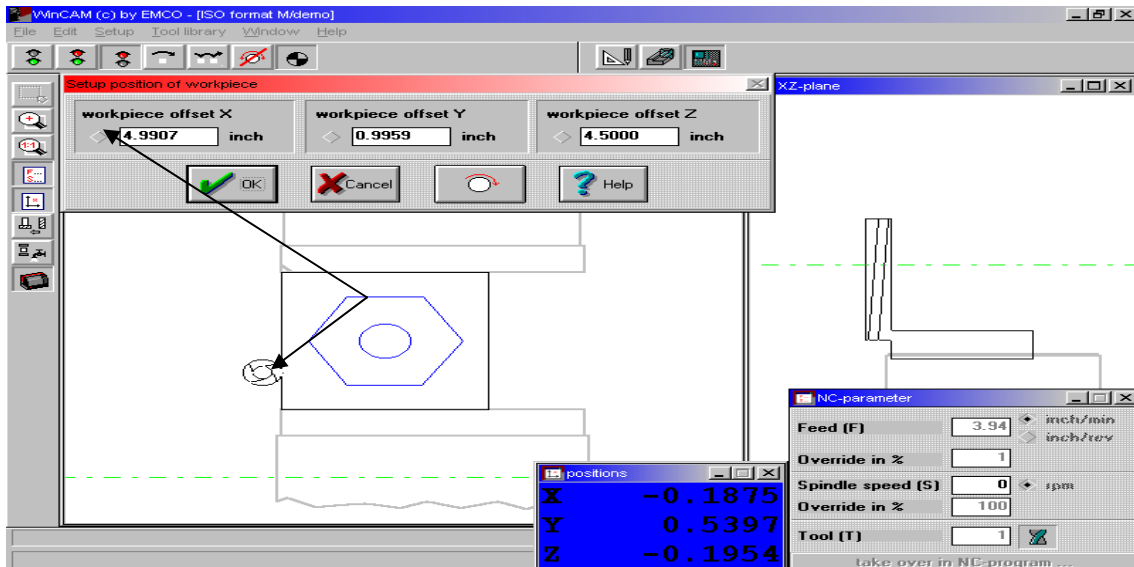 WinCAM (c) by EMCO - [ISO format M/demo]
File Edit Setup Tool library Window Help
Setup position of workpiece
workpiece offset X workpiece offset Y workpiece offset Z
4.9907 inch 0.9959 inch 4.5000 inch
OK Cancel Help
1:1
F...
S...
XZ-plane
NC-parameter
Feed (F) 3.94 inch/min
inch/rev
Override in % 1
Spindle speed (S) 0 rpm
Override in % 100
Tool (T) 1
take over in NC-program ...
positions
X -0.1875
Y 0.5397
Z -0.1954